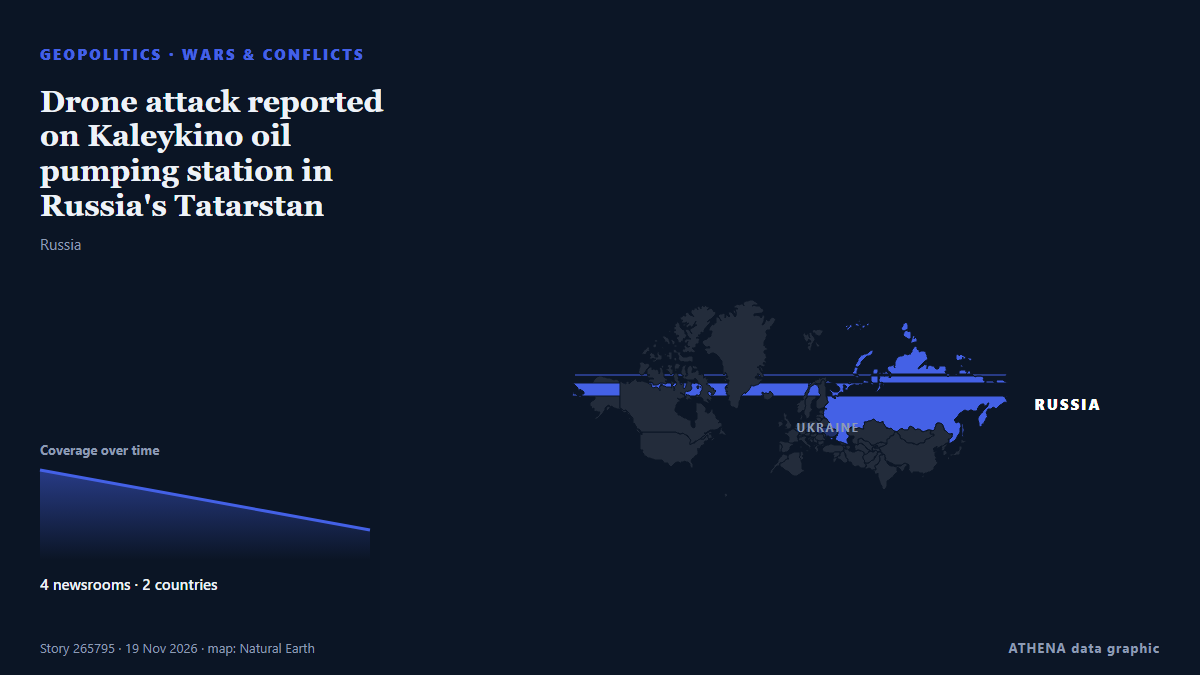 GEOPOLITICS · WARS & CONFLICTS
Drone attack reported
on Kaleykino oil
pumping station in
Russia's Tatarstan
Russia
RUSSIA
UKRAINE
Coverage over time
4 newsrooms · 2 countries
Story 265795 · 19 Nov 2026 · map: Natural Earth
ATHENA data graphic